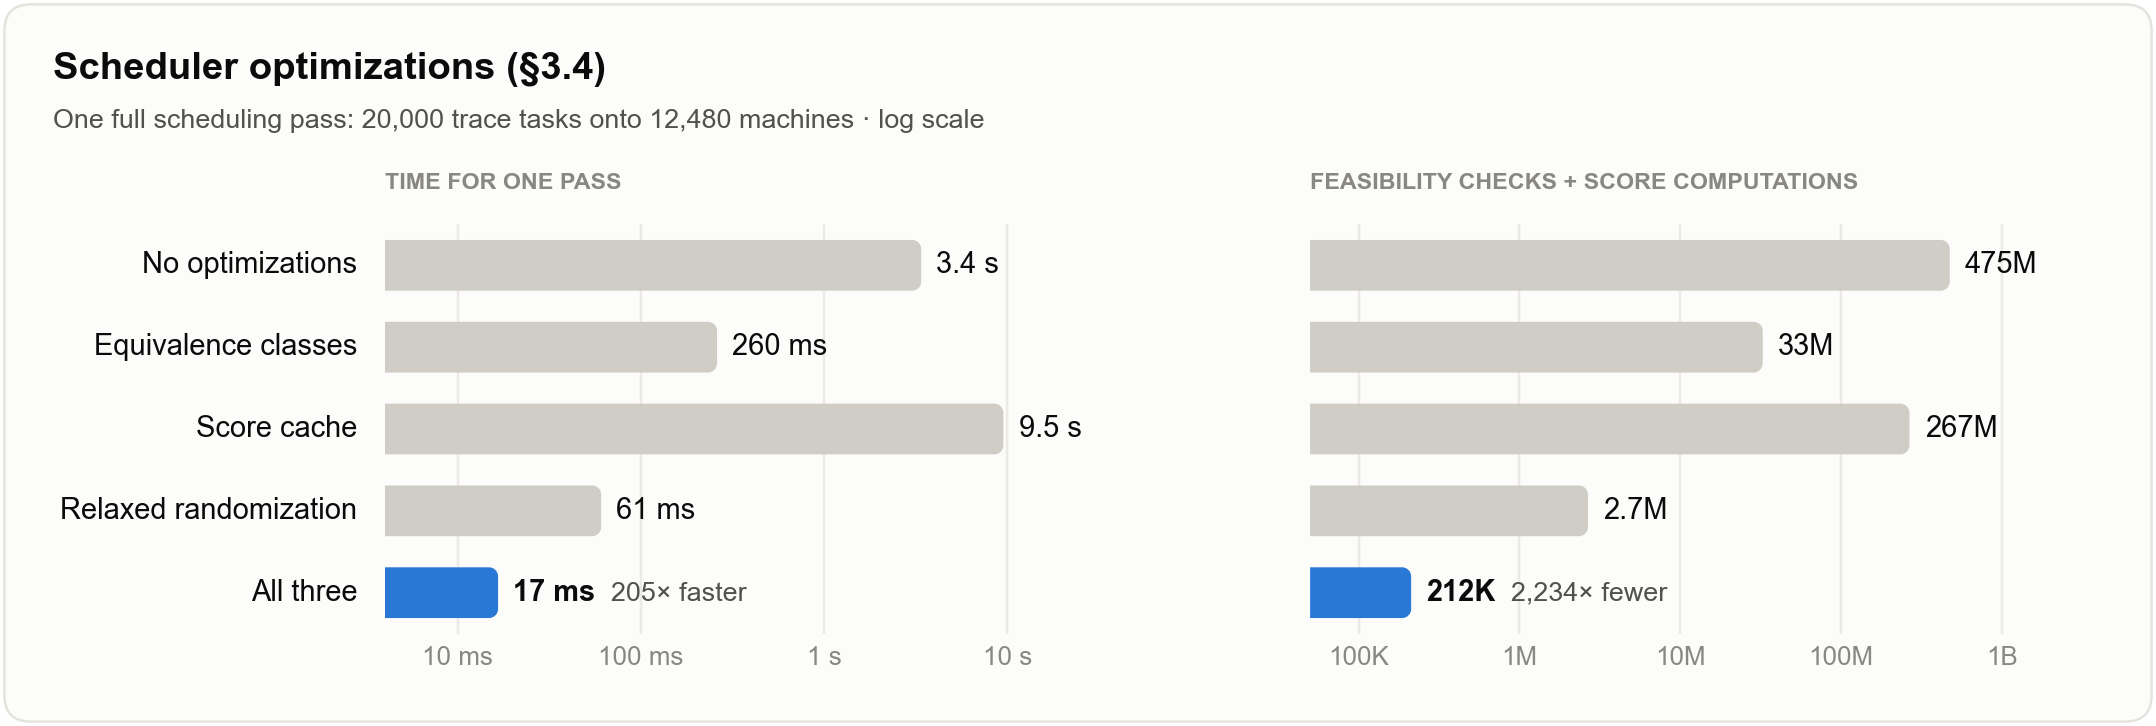 Scheduler optimizations (§3.4)
One full scheduling pass: 20,000 trace tasks onto 12,480 machines · log scale
TIME FOR ONE PASS
FEASIBILITY CHECKS + SCORE COMPUTATIONS
No optimizations 3.4 s 475M
Equivalence classes 260 ms 33M
Score cache 9.5 s 267M
Relaxed randomization 61 ms 2.7M
All three 17 ms 205× faster 212K 2,234× fewer
10 ms 100 ms 1 s 10 s 100K 1M 10M 100M 1B